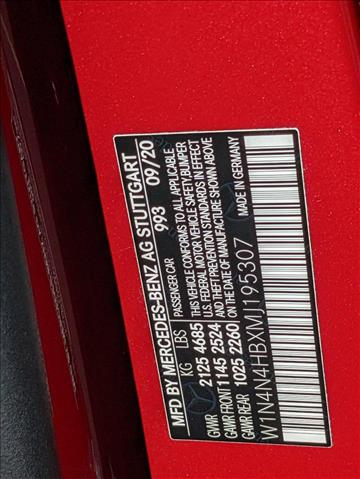 MFD BY MERCEDES-BENZ AG STUTTGART
993 09/20
KG LBS PASSENGER CAR
GVWR 2125 4685 THIS VEHICLE CONFORMS TO ALL APPLICABLE
GAWR FRONT 1145 2524 U.S. FEDERAL MOTOR VEHICLE SAFETY,BUMPER
GAWR REAR 1025 2260 AND THEFT PREVENTION STANDARDS IN EFFECT
ON THE DATE OF MANUFACTURE SHOWN ABOVE
W1N4N4HBXMJ195307 MADE IN GERMANY